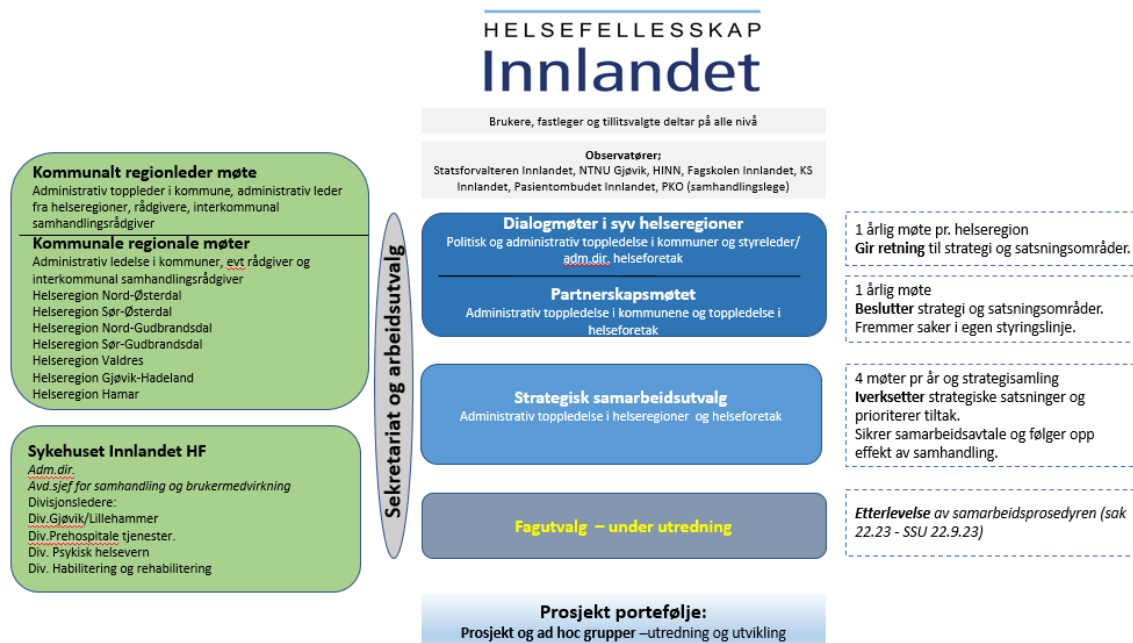 HELSEFELLESSKAP
Innlandet
Brukere, fastleger og tillitsvalgte deltar på alle nivå
Observatører;
Statsforvalteren Innlandet, NTNU Gjøvik, HINN, Fagskolen Innlandet, KS
Innlandet, Pasientombudet Innlandet, PKO (samhandlingslege)
Kommunalt regionleder møte
Administrativ toppleder i kommune, administrativ leder
fra helseregioner, rådgivere, interkommunal
samhandlingsrådgiver
Kommunale regionale møter
Administrativ ledelse i kommuner, evt rådgiver og
interkommunal samhandlingsrådgiver
Helseregion Nord-Østerdal
Helseregion Sør-Østerdal
Helseregion Nord-Gudbrandsdal
Helseregion Sør-Gudbrandsdal
Helseregion Valdres
Helseregion Gjøvik-Hadeland
Helseregion Hamar
Sykehuset Innlandet HF
Adm.dir.
Avd.sjef for samhandling og brukermedvirkning
Divisjonsledere:
Div.Gjøvik/Lillehammer
Div.Prehospitale tjenester.
Div. Psykisk helsevern
Div. Habilitering og rehabilitering
Sekretariat og arbeidsutvalg
Dialogmøter i syv helseregioner
Politisk og administrativ toppledelse i kommuner og styreleder/
adm.dir. helseforetak
Partnerskapsmøtet
Administrativ toppledelse i kommunene og toppledelse i
helseforetak
Strategisk samarbeidsutvalg
Administrativ toppledelse i helseregioner og helseforetak
Fagutvalg – under utredning
Prosjekt portefølje:
Prosjekt og ad hoc grupper –utredning og utvikling
1 årlig møte pr. helseregion
Gir retning til strategi og satsningsområder.
1 årlig møte
Beslutter strategi og satsningsområder.
Fremmer saker i egen styringslinje.
4 møter pr år og strategisamling
Iverksetter strategiske satsninger og
prioriterer tiltak.
Sikrer samarbeidsavtale og følger opp
effekt av samhandling.
Etterlevelse av samarbeidsprosedyren (sak
22.23 - SSU 22.9.23)